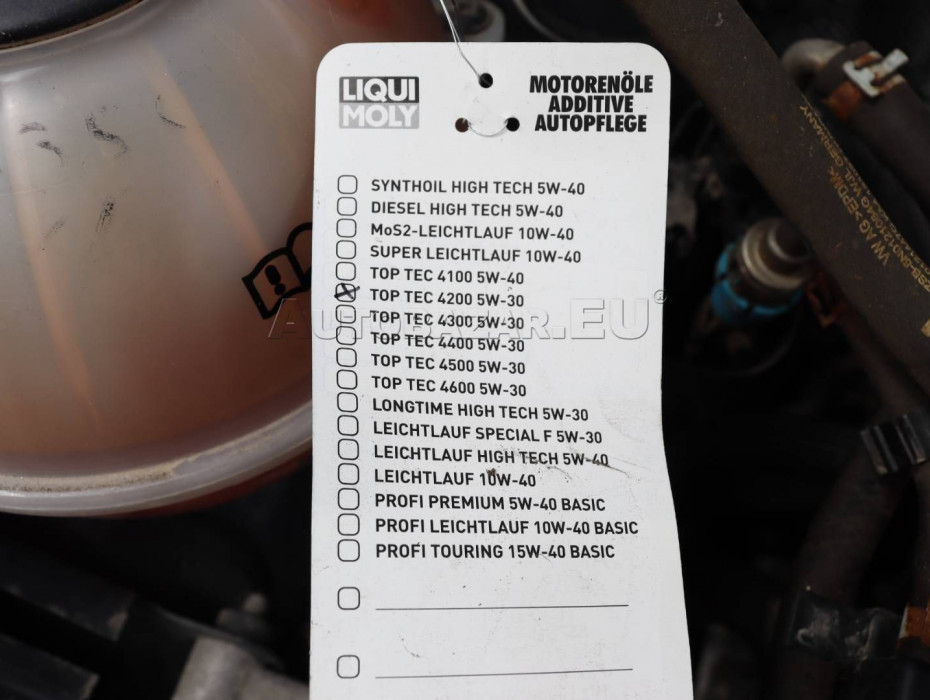 LIQUI
MOLY
MOTORENÖLE
ADDITIVE
AUTOPFLEGE
SYNTHOIL HIGH TECH 5W-40
DIESEL HIGH TECH 5W-40
MoS2-LEICHTLAUF 10W-40
SUPER LEICHTLAUF 10W-40
TOP TEC 4100 5W-40
TOP TEC 4200 5W-30
TOP TEC 4300 5W-30
TOP TEC 4400 5W-30
TOP TEC 4500 5W-30
TOP TEC 4600 5W-30
LONGTIME HIGH TECH 5W-30
LEICHTLAUF SPECIAL F 5W-30
LEICHTLAUF HIGH TECH 5W-40
LEICHTLAUF 10W-40
PROFI PREMIUM 5W-40 BASIC
PROFI LEICHTLAUF 10W-40 BASIC
PROFI TOURING 15W-40 BASIC
AUTOBAZAR.EU®
VW AG >EPDM<
GERMANY